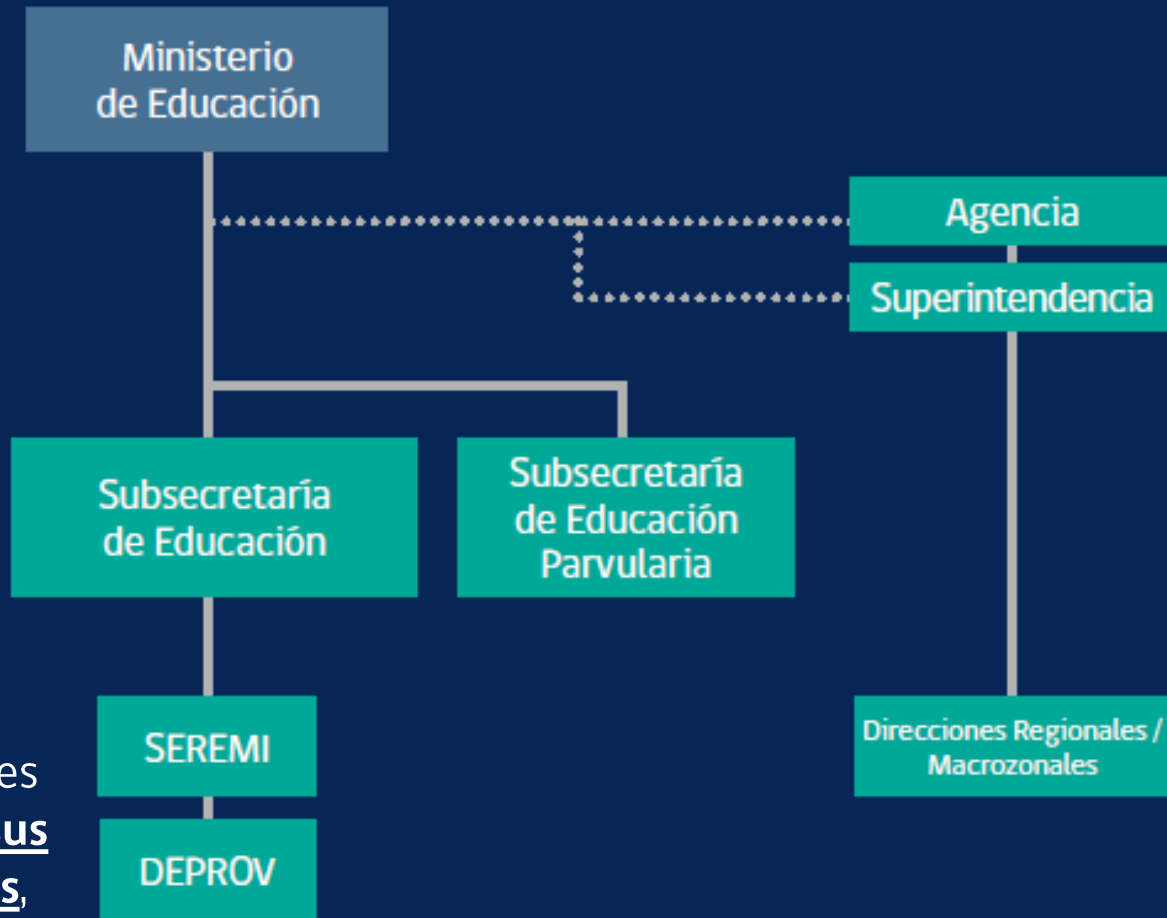 Ministerio
de Educación
Agencia
Superintendencia
Subsecretaría
de Educación
Subsecretaría
de Educación
Parvularia
SEREMI
Direcciones Regionales /
Macrozonales
DEPROV